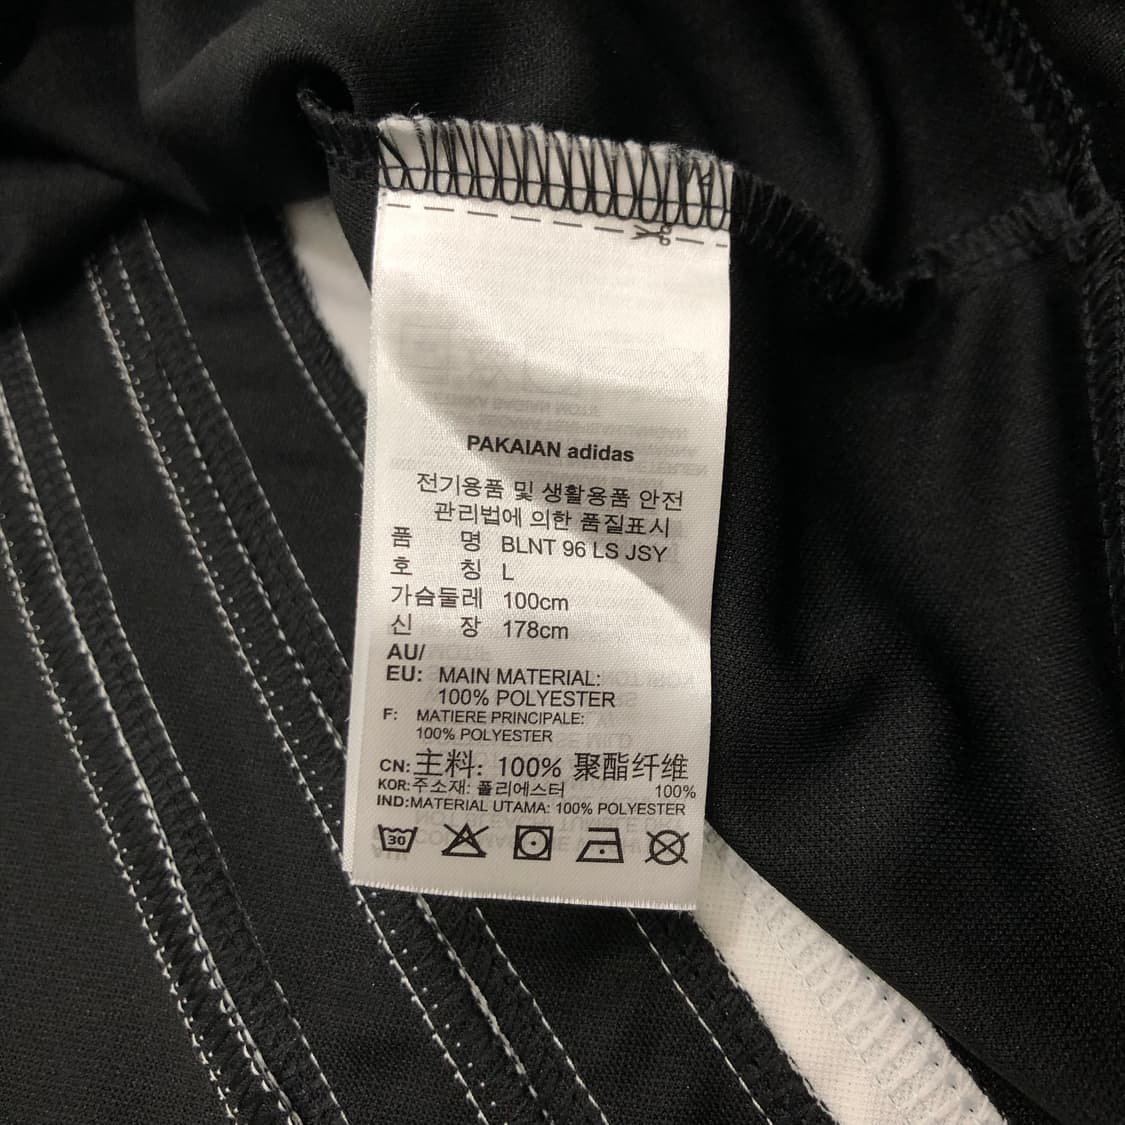 PAKAIAN adidas
전기용품 및 생활용품 안전
관리법에 의한 품질표시
품 명 BLNT 96 LS JSY
호 칭 L
가슴둘레 100cm
신 장 178cm
AU/
EU: MAIN MATERIAL:
100% POLYESTER
F: MATIERE PRINCIPALE:
100% POLYESTER
CN: 主料: 100% 聚酯纤维
KOR: 주소재: 폴리에스터 100%
IND: MATERIAL UTAMA: 100% POLYESTER
30